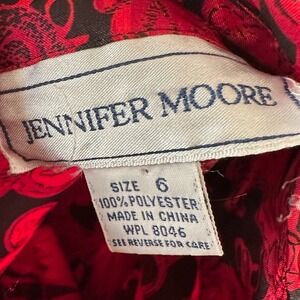 JENNIFER MOORE
SIZE 6
100% POLYESTER
MADE IN CHINA
WPL 8046
SEE REVERSE FOR CARE